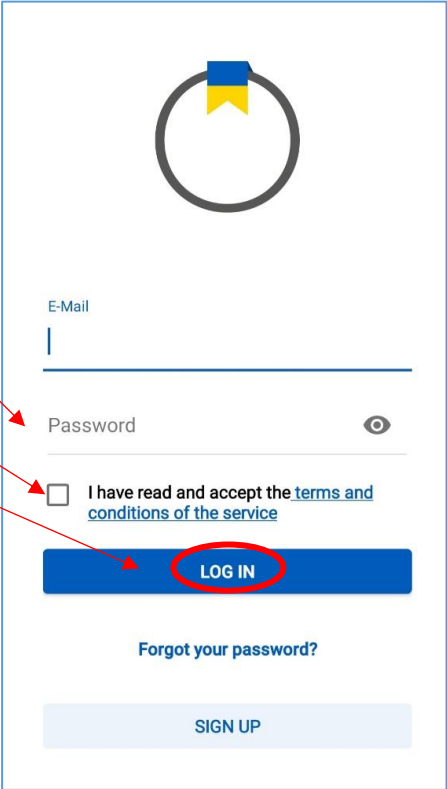 E-Mail
Password
I have read and accept the terms and
conditions of the service
LOG IN
Forgot your password?
SIGN UP